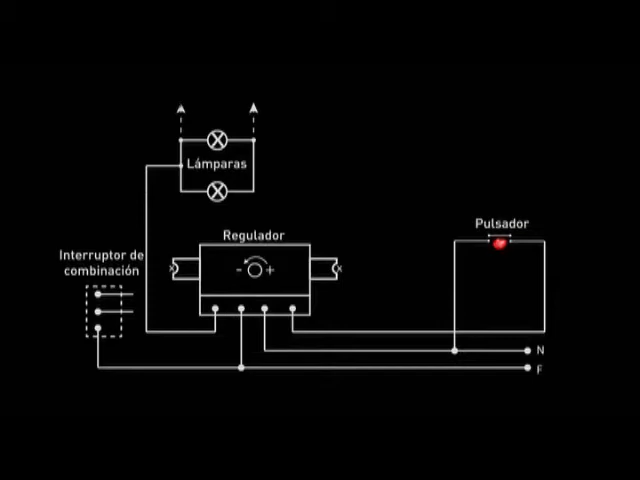 Lámparas
Pulsador
Regulador
Interruptor de
combinación
- +
x x
N
F